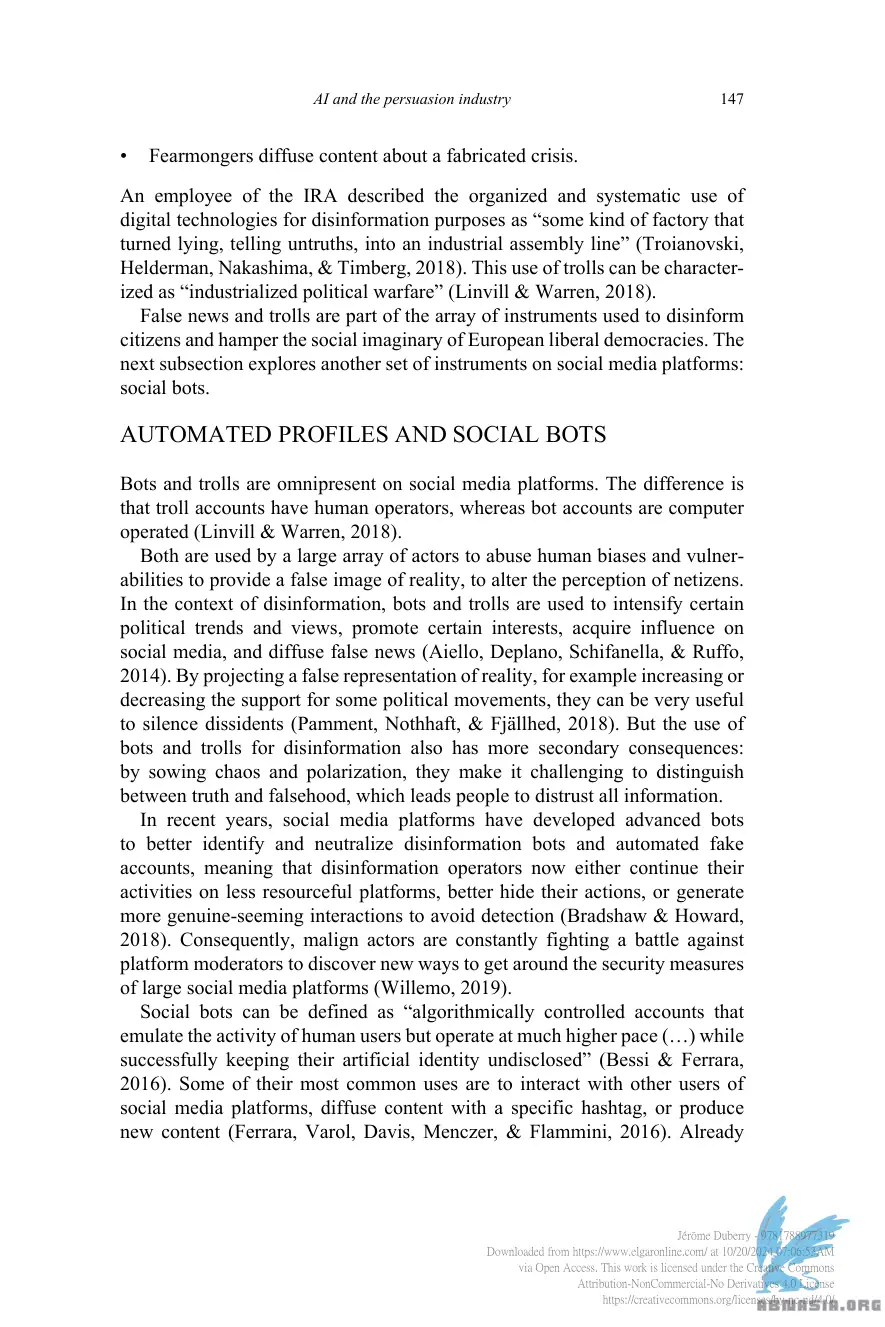 AI and the persuasion industry 147
• Fearmongers diffuse content about a fabricated crisis.
An employee of the IRA described the organized and systematic use of
digital technologies for disinformation purposes as “some kind of factory that
turned lying, telling untruths, into an industrial assembly line” (Troianovski,
Helderman, Nakashima, & Timberg, 2018). This use of trolls can be character-
ized as “industrialized political warfare” (Linvill & Warren, 2018).
False news and trolls are part of the array of instruments used to disinform
citizens and hamper the social imaginary of European liberal democracies. The
next subsection explores another set of instruments on social media platforms:
social bots.
AUTOMATED PROFILES AND SOCIAL BOTS
Bots and trolls are omnipresent on social media platforms. The difference is
that troll accounts have human operators, whereas bot accounts are computer
operated (Linvill & Warren, 2018).
Both are used by a large array of actors to abuse human biases and vulner-
abilities to provide a false image of reality, to alter the perception of netizens.
In the context of disinformation, bots and trolls are used to intensify certain
political trends and views, promote certain interests, acquire influence on
social media, and diffuse false news (Aiello, Deplano, Schifanella, & Ruffo,
2014). By projecting a false representation of reality, for example increasing or
decreasing the support for some political movements, they can be very useful
to silence dissidents (Pamment, Nothhaft, & Fjällhed, 2018). But the use of
bots and trolls for disinformation also has more secondary consequences:
by sowing chaos and polarization, they make it challenging to distinguish
between truth and falsehood, which leads people to distrust all information.
In recent years, social media platforms have developed advanced bots
to better identify and neutralize disinformation bots and automated fake
accounts, meaning that disinformation operators now either continue their
activities on less resourceful platforms, better hide their actions, or generate
more genuine-seeming interactions to avoid detection (Bradshaw & Howard,
2018). Consequently, malign actors are constantly fighting a battle against
platform moderators to discover new ways to get around the security measures
of large social media platforms (Willemo, 2019).
Social bots can be defined as “algorithmically controlled accounts that
emulate the activity of human users but operate at much higher pace (…) while
successfully keeping their artificial identity undisclosed” (Bessi & Ferrara,
2016). Some of their most common uses are to interact with other users of
social media platforms, diffuse content with a specific hashtag, or produce
new content (Ferrara, Varol, Davis, Menczer, & Flammini, 2016). Already
Jérôme Duberry - 9781788977319
Downloaded from https://www.elgaronline.com/ at 10/20/2024 07:06:52AM
via Open Access. This work is licensed under the Creative Commons
Attribution-NonCommercial-No Derivatives 4.0 License
https://creativecommons.org/licenses/by-nc-nd/4.0/
ABNASIA.ORG